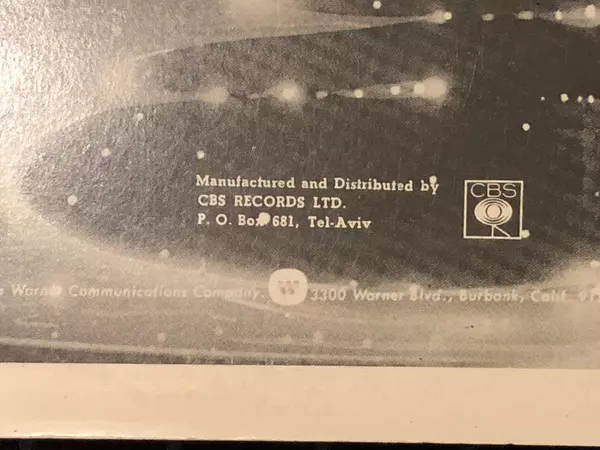 Manufactured and Distributed by
CBS RECORDS LTD.
P. O. Box 681, Tel-Aviv
CBS
Warner Communications Company. W 3300 Warner Blvd., Burbank, Calif.